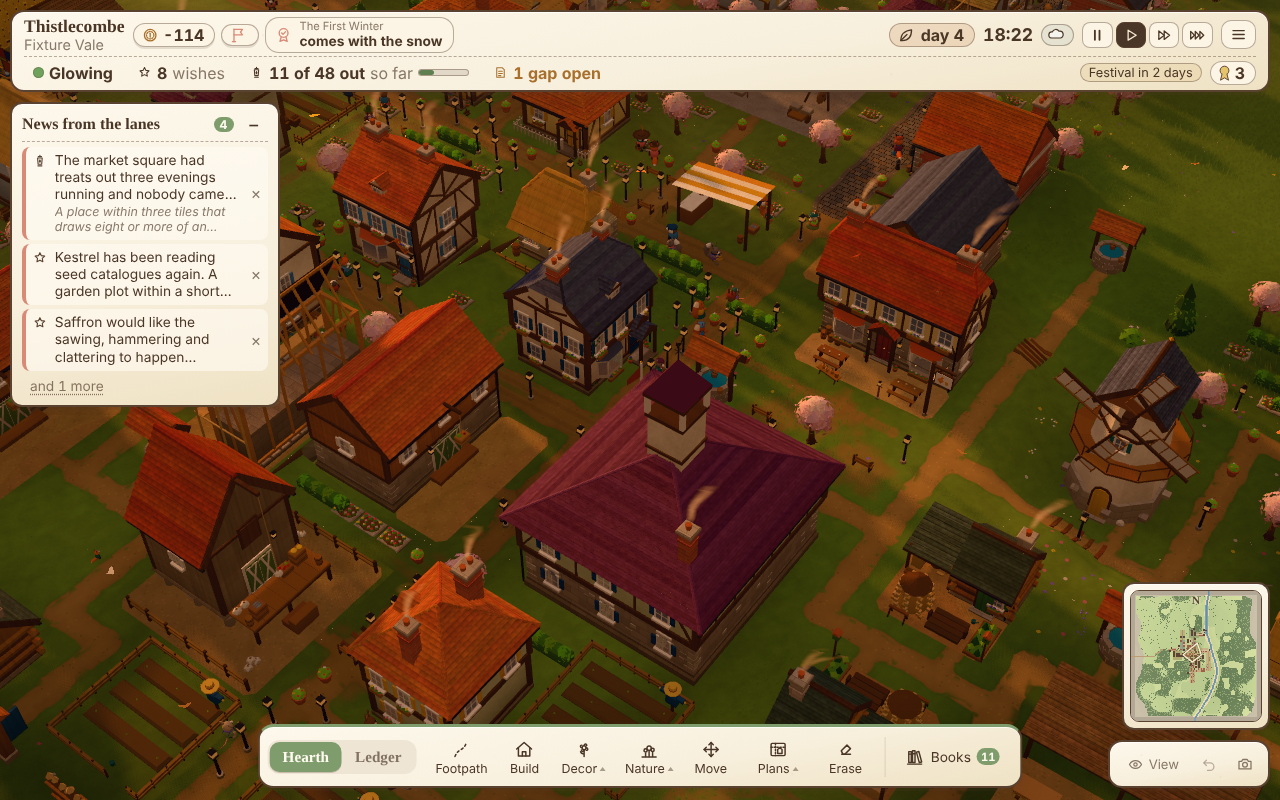 Thistlecombe
Fixture Vale
-114
The First Winter
comes with the snow
day 4
18:22
Glowing
8 wishes
11 of 48 out so far
1 gap open
Festival in 2 days
3
News from the lanes
4
The market square had
treats out three evenings
running and nobody came...
A place within three tiles that
draws eight or more of an...
Kestrel has been reading
seed catalogues again. A
garden plot within a short...
Saffron would like the
sawing, hammering and
clattering to happen...
and 1 more
N
Hearth
Ledger
Footpath
Build
Decor
Nature
Move
Plans
Erase
Books 11
View